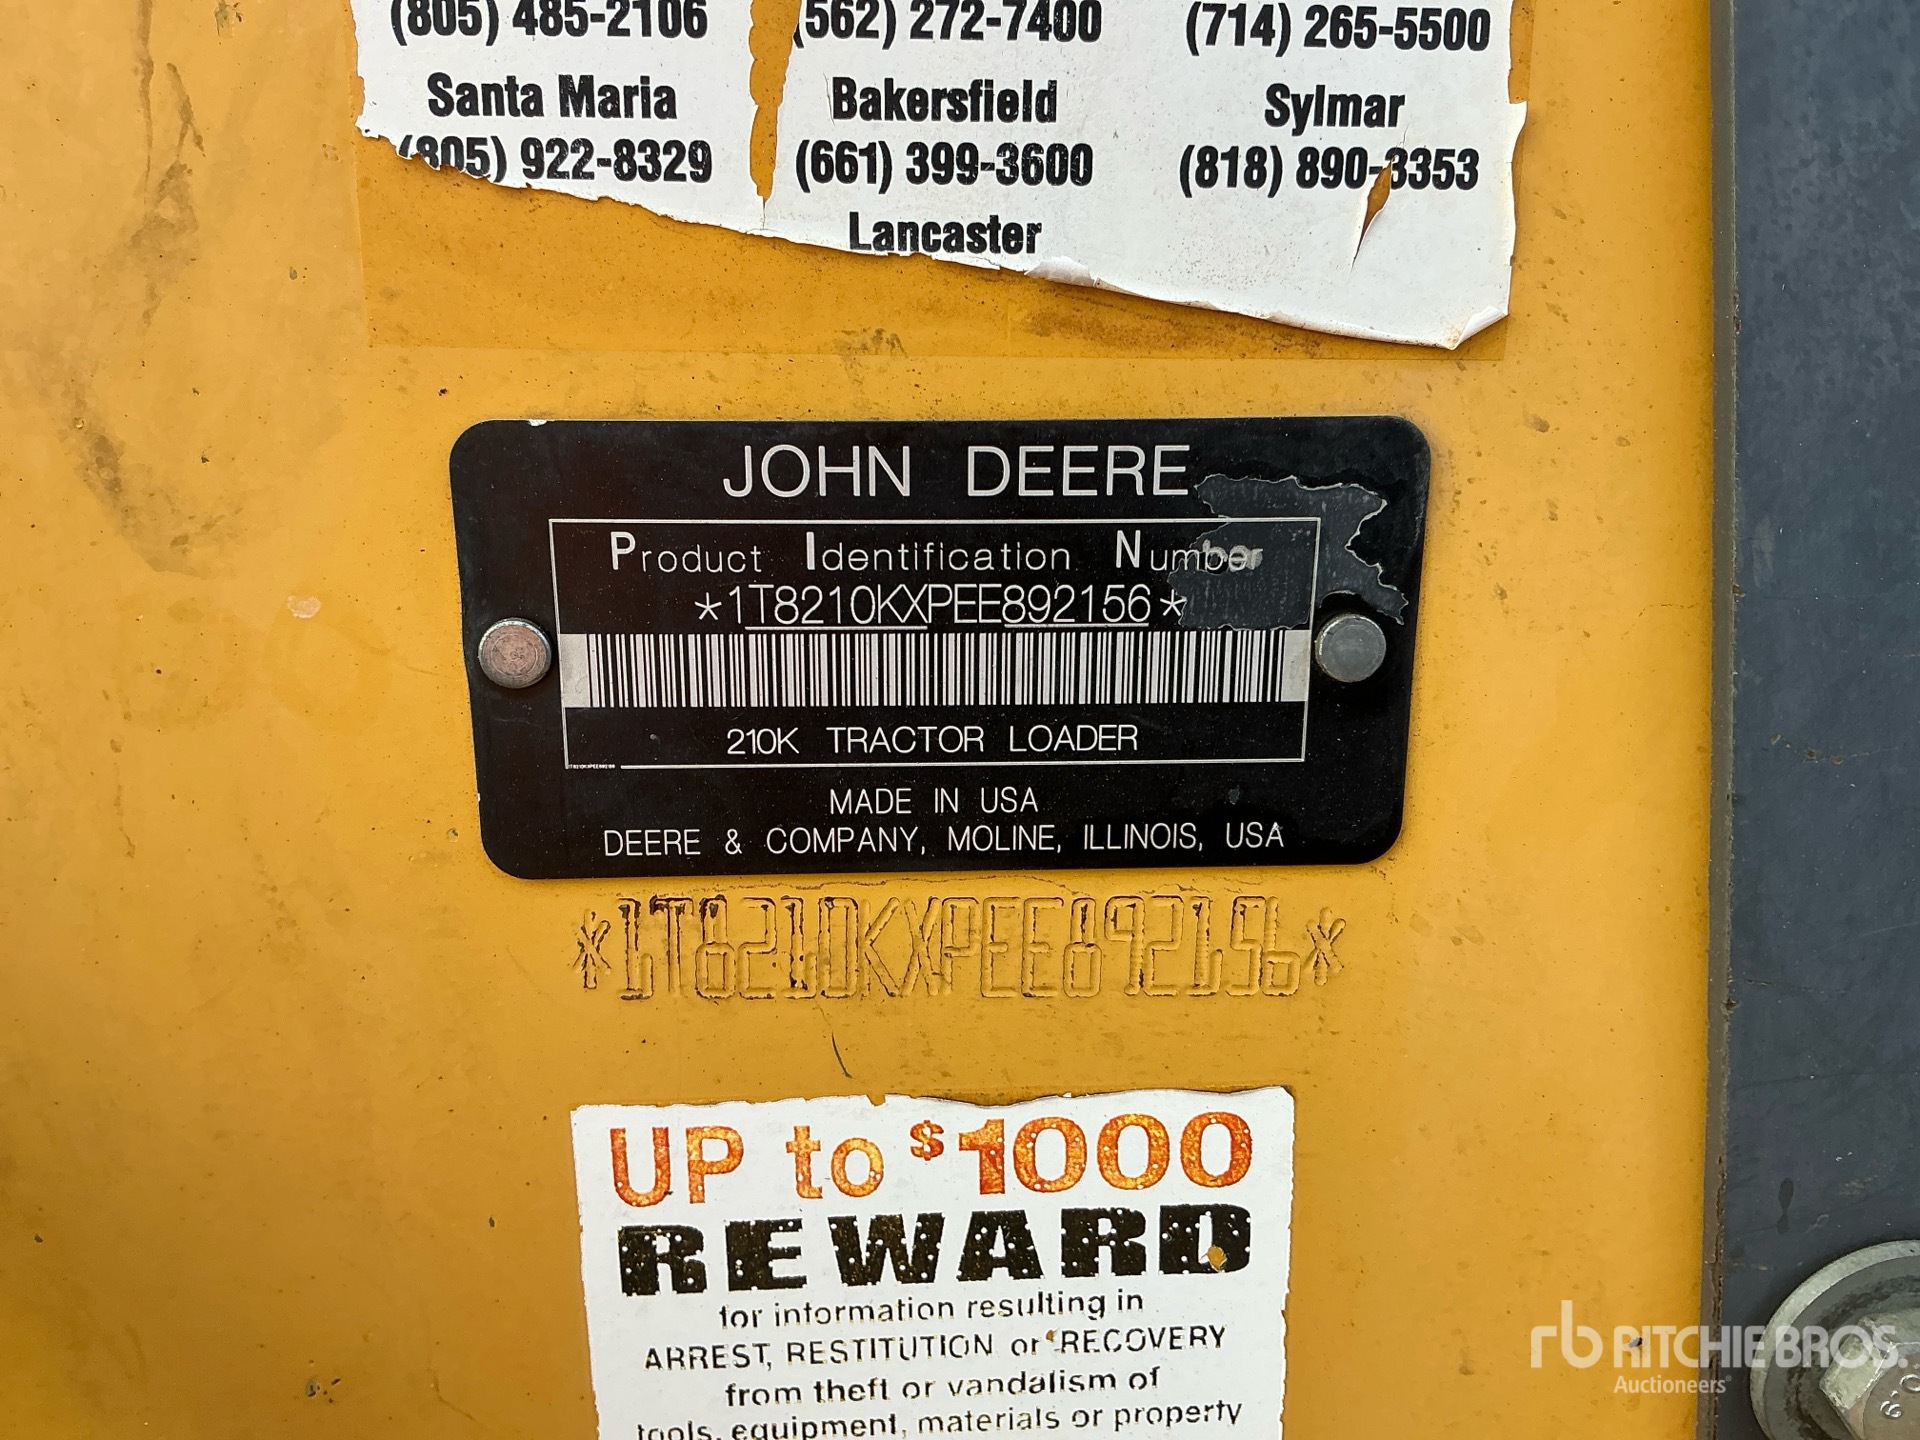 (805) 485-2106 (562) 272-7400 (714) 265-5500
Santa Maria Bakersfield Sylmar
(805) 922-8329 (661) 399-3600 (818) 890-3353
Lancaster
JOHN DEERE
Product Identification Number
*1T8210KXPEE892156*
210K TRACTOR LOADER
1T8210KXPEE892156
MADE IN USA
DEERE & COMPANY, MOLINE, ILLINOIS, USA
*1T8210KXPEE892156*
UP to $1000
REWARD
for information resulting in
ARREST, RESTITUTION or RECOVERY
from theft or vandalism of
tools, equipment, materials or property
rb RITCHIE BROS.
Auctioneers